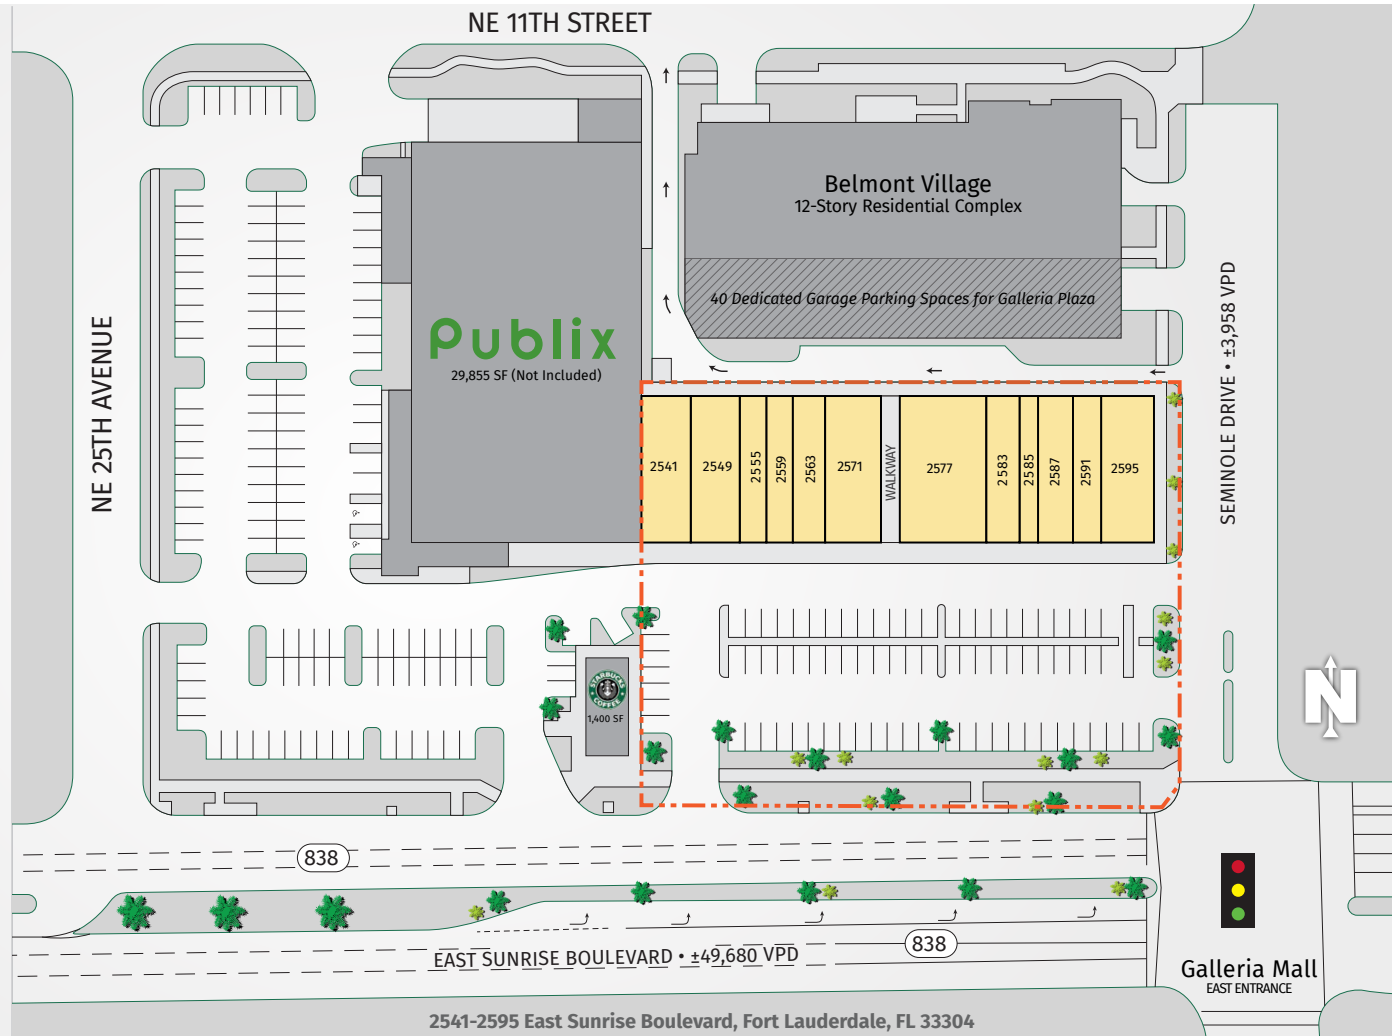 NE 11TH STREET
Belmont Village
12-Story Residential Complex
40 Dedicated Garage Parking Spaces for Galleria Plaza
Publix
29,855 SF (Not Included)
NE 25TH AVENUE
SEMINOLE DRIVE • ±3,958 VPD
2541
2549
2555
2559
2563
2571
WALKWAY
2577
2583
2585
2587
2591
2595
STARBUCKS
COFFEE
1,400 SF
N
838
838
EAST SUNRISE BOULEVARD • ±49,680 VPD
Galleria Mall
EAST ENTRANCE
2541-2595 East Sunrise Boulevard, Fort Lauderdale, FL 33304